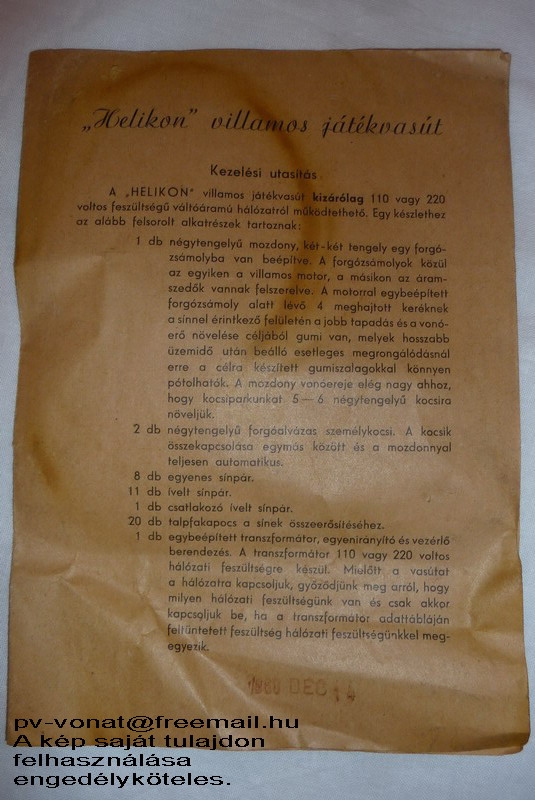 „Helikon” villamos játékvasút
Kezelési utasítás
A „HELIKON” villamos játékvasút kizárólag 110 vagy 220
voltos feszültségű váltóáramú hálózatról működtethető. Egy készlethez
az alább felsorolt alkatrészek tartoznak:
1 db négytengelyű mozdony, két-két tengely egy forgó-
zsámolyba van beépítve. A forgózsámolyok közül
az egyiken a villamos motor, a másikon az áram-
szedők vannak felszerelve. A motorral egybeépített
forgózsámoly alatt lévő 4 meghajtott keréknek
a sínnel érintkező felületén a jobb tapadás és a vonó-
erő növelése céljából gumi van, melyek hosszabb
üzemidő után beálló esetleges megrongálódásnál
erre a célra készített gumiszalagokkal könnyen
pótolhatók. A mozdony vonóereje elég nagy ahhoz,
hogy kocsiparkunkat 5—6 négytengelyű kocsira
növeljük.
2 db négytengelyű forgóalvázas személykocsi. A kocsik
összekapcsolása egymás között és a mozdonnyal
teljesen automatikus.
8 db egyenes sínpár.
11 db ívelt sínpár.
1 db csatlakozó ívelt sínpár.
20 db talpfakapocs a sínek összeerősítéséhez.
1 db egybeépített transzformátor, egyenirányító és vezérlő
berendezés. A transzformátor 110 vagy 220 voltos
hálózati feszültségre készül. Mielőtt a vasútat
a hálózatra kapcsoljuk, győződjünk meg arról, hogy
milyen hálózati feszültségünk van és csak akkor
kapcsoljuk be, ha a transzformátor adattábláján
feltüntetett feszültség hálózati feszültségünkkel meg-
egyezik.
DEC 14
pv-vonat@freemail.hu
A kép saját tulajdon
felhasználása
engedélyköteles.